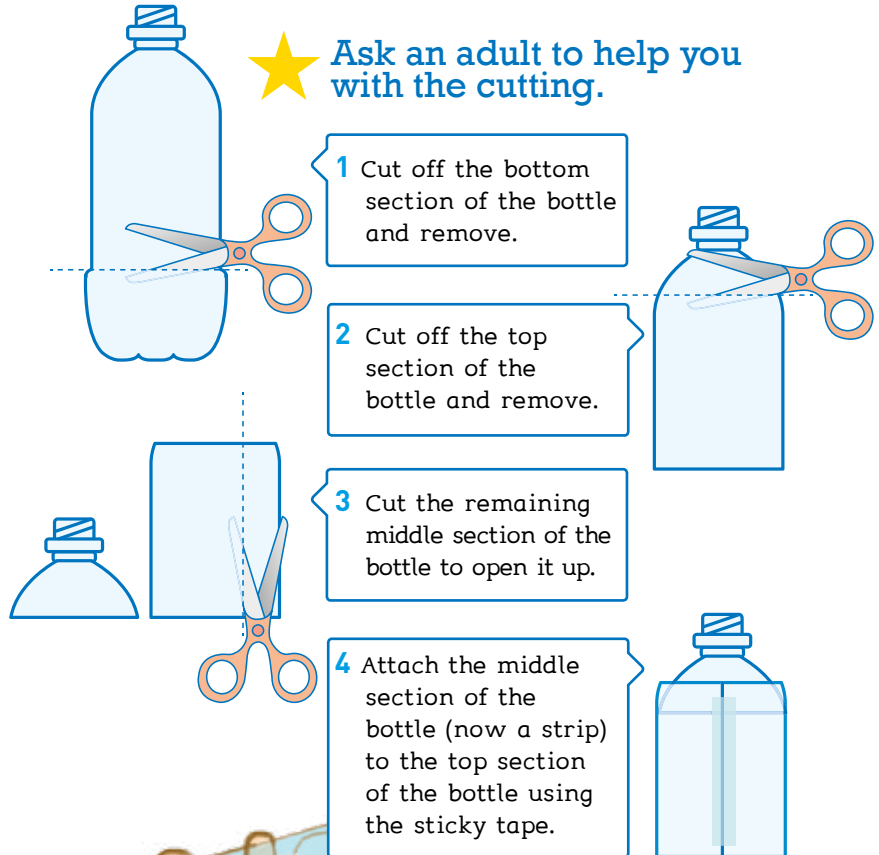 Ask an adult to help you
with the cutting.
1 Cut off the bottom
section of the bottle
and remove.
2 Cut off the top
section of the
bottle and remove.
3 Cut the remaining
middle section of the
bottle to open it up.
4 Attach the middle
section of the
bottle (now a strip)
to the top section
of the bottle using
the sticky tape.